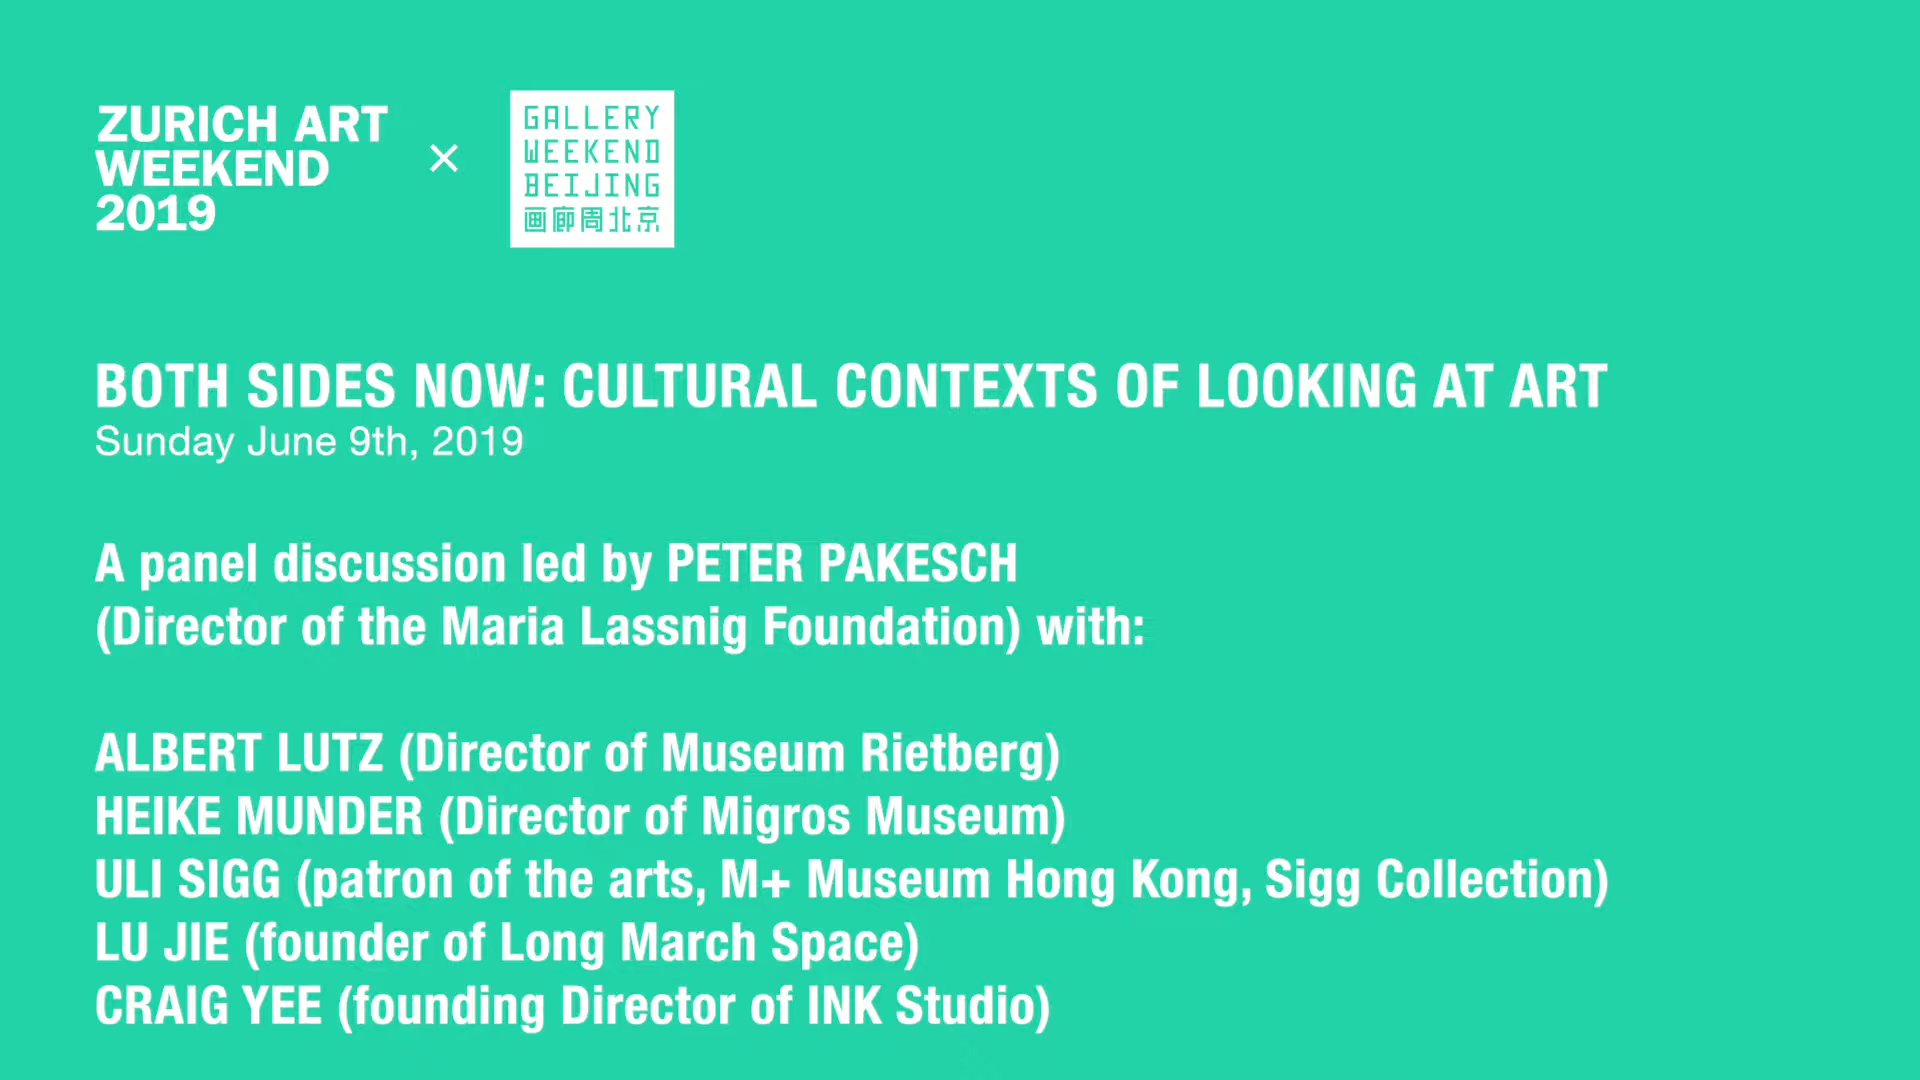 ZURICH ART
WEEKEND
2019
×
GALLERY
WEEKEND
BEIJING
画廊周北京
BOTH SIDES NOW: CULTURAL CONTEXTS OF LOOKING AT ART
Sunday June 9th, 2019
A panel discussion led by PETER PAKESCH
(Director of the Maria Lassnig Foundation) with:
ALBERT LUTZ (Director of Museum Rietberg)
HEIKE MUNDER (Director of Migros Museum)
ULI SIGG (patron of the arts, M+ Museum Hong Kong, Sigg Collection)
LU JIE (founder of Long March Space)
CRAIG YEE (founding Director of INK Studio)